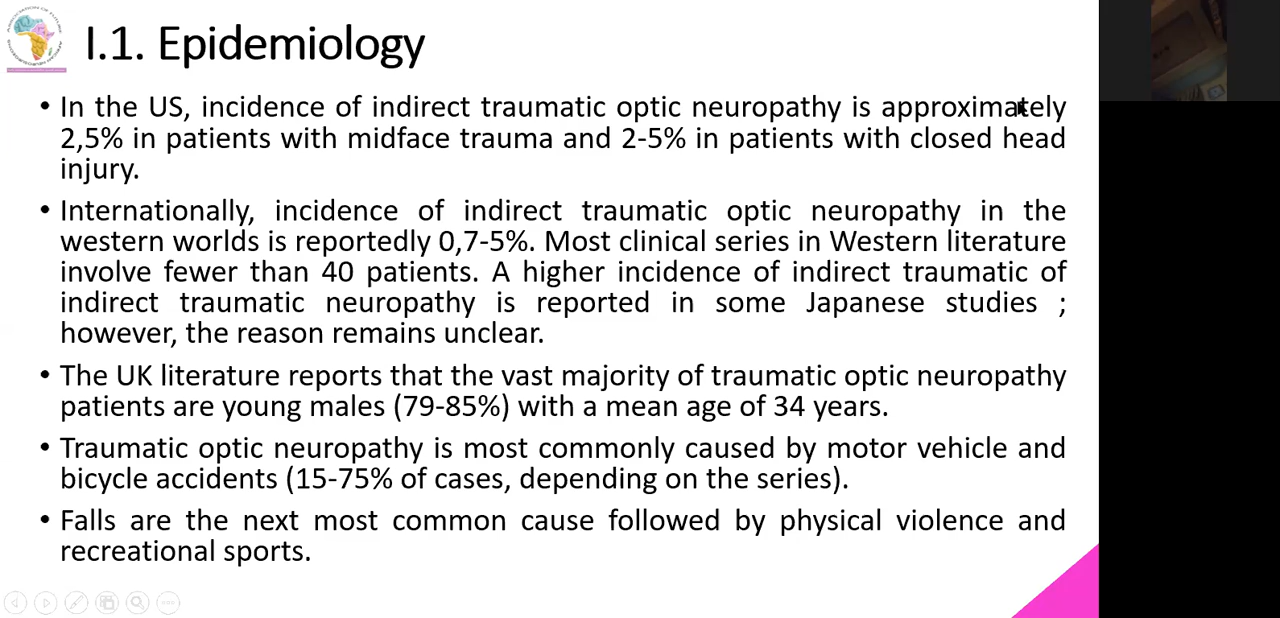 I.1. Epidemiology
• In the US, incidence of indirect traumatic optic neuropathy is approximately
2,5% in patients with midface trauma and 2-5% in patients with closed head
injury.
• Internationally, incidence of indirect traumatic optic neuropathy in the
western worlds is reportedly 0,7-5%. Most clinical series in Western literature
involve fewer than 40 patients. A higher incidence of indirect traumatic of
indirect traumatic neuropathy is reported in some Japanese studies ;
however, the reason remains unclear.
• The UK literature reports that the vast majority of traumatic optic neuropathy
patients are young males (79-85%) with a mean age of 34 years.
• Traumatic optic neuropathy is most commonly caused by motor vehicle and
bicycle accidents (15-75% of cases, depending on the series).
• Falls are the next most common cause followed by physical violence and
recreational sports.